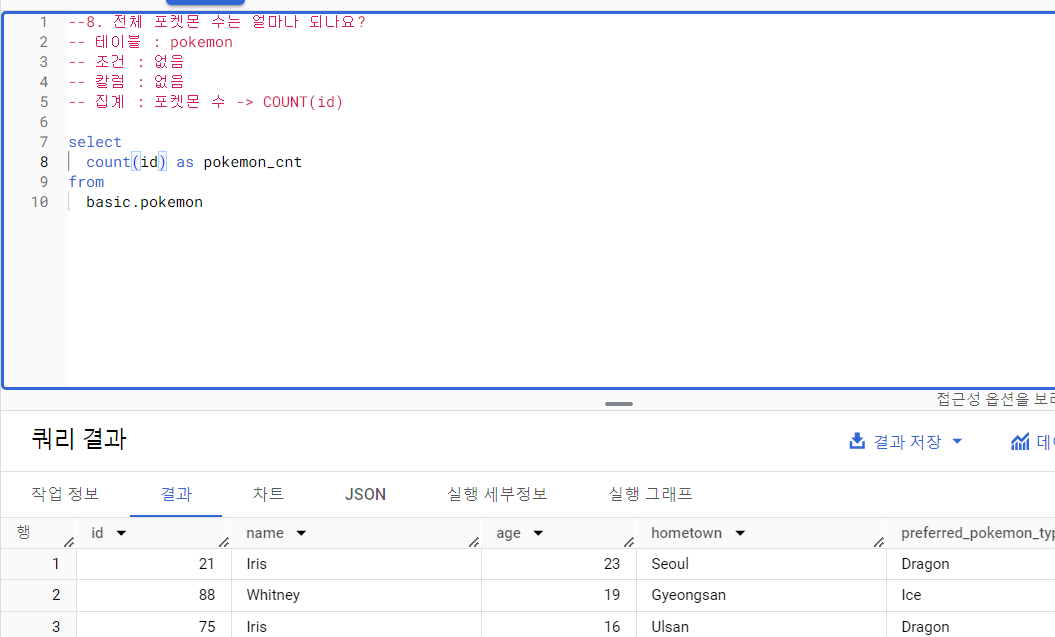 1 --8. 전체 포켓몬 수는 얼마나 되나요?
2 -- 테이블 : pokemon
3 -- 조건 : 없음
4 -- 칼럼 : 없음
5 -- 집계 : 포켓몬 수 -> COUNT(id)
6
7 select
8 count(id) as pokemon_cnt
9 from
10 basic.pokemon
접근성 옵션을 보
쿼리 결과
결과 저장
작업 정보 결과 차트 JSON 실행 세부정보 실행 그래프
행 id name age hometown preferred_pokemon_typ
1 21 Iris 23 Seoul Dragon
2 88 Whitney 19 Gyeongsan Ice
3 75 Iris 16 Ulsan Dragon